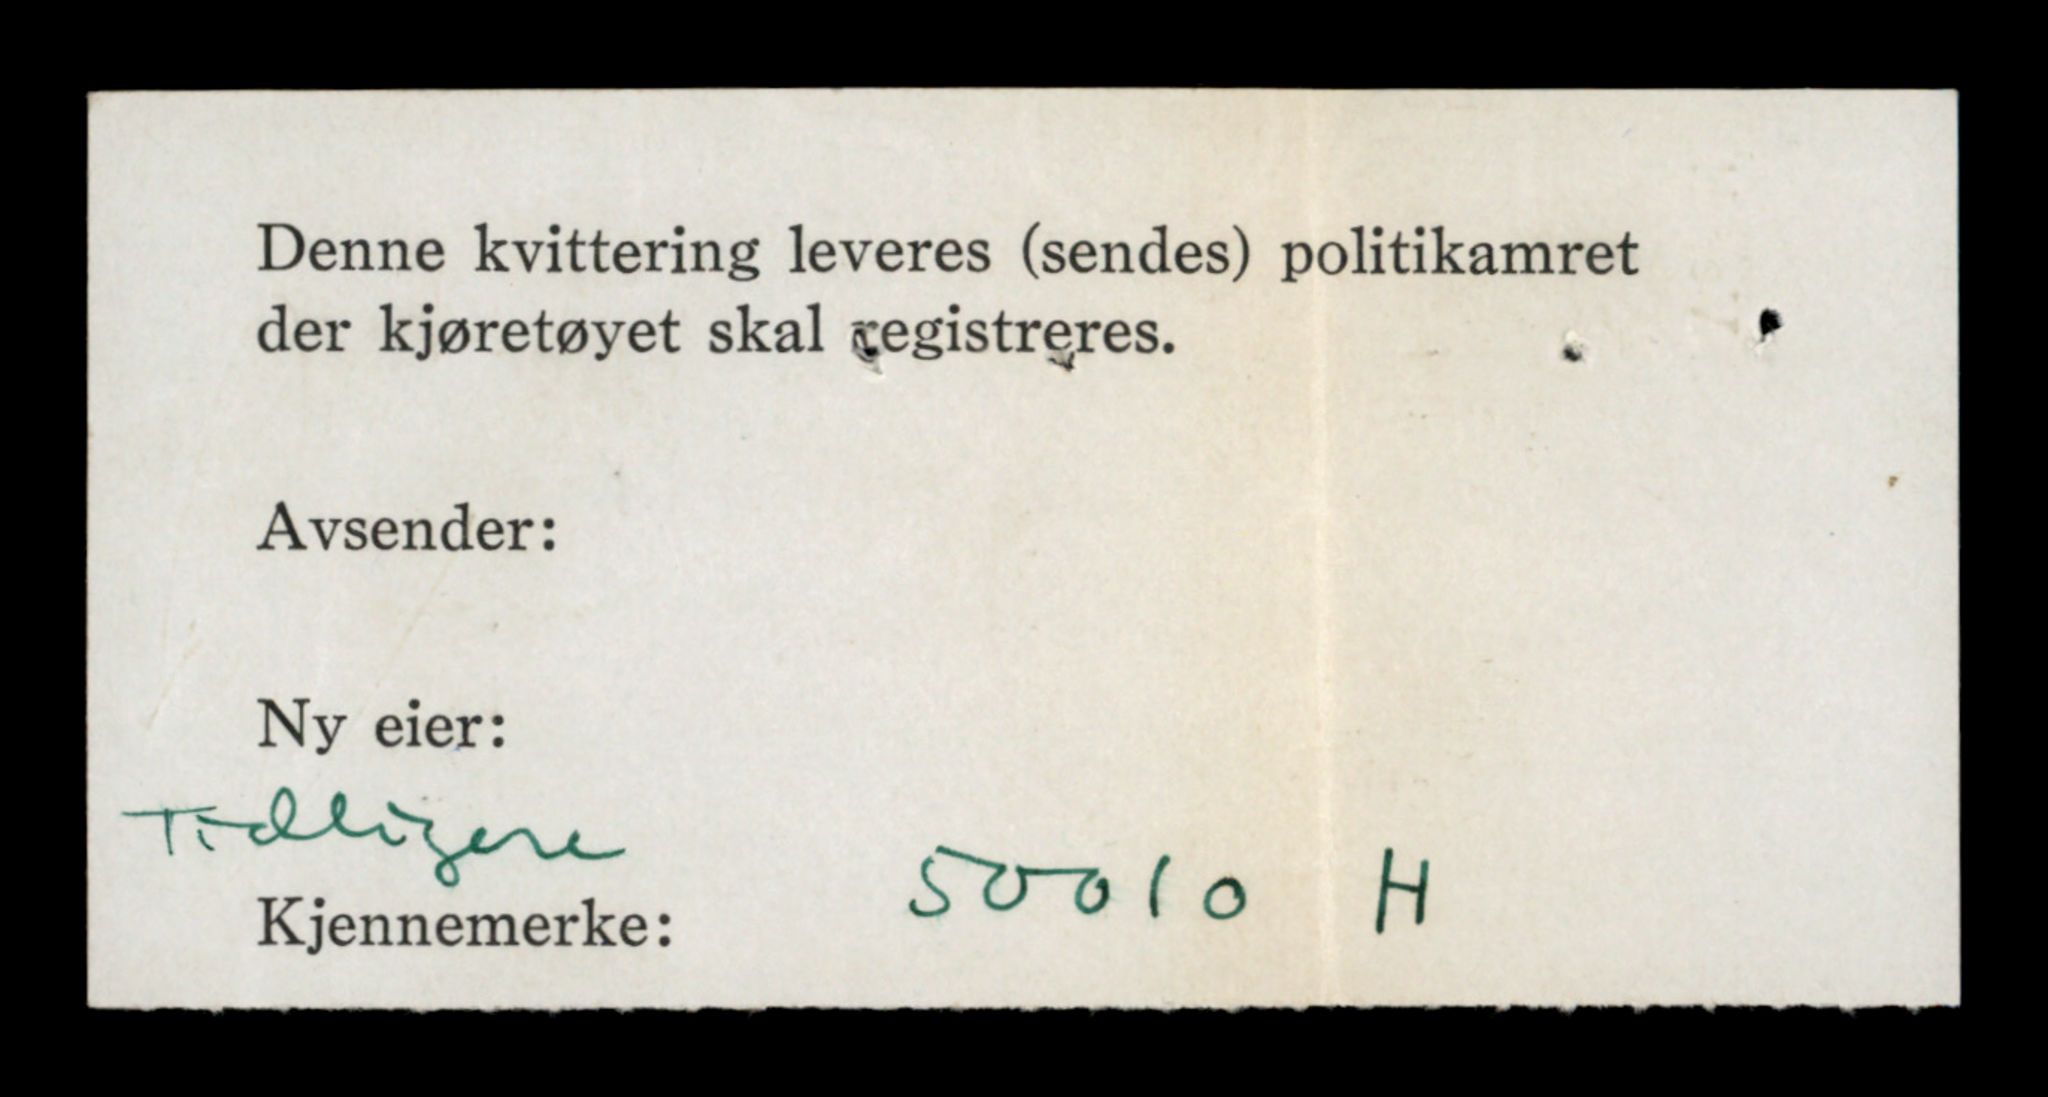 Denne kvittering leveres (sendes) politikamret
der kjøretøyet skal registreres.
Avsender:
Ny eier:
Tidligere
50010 H
Kjennemerke: